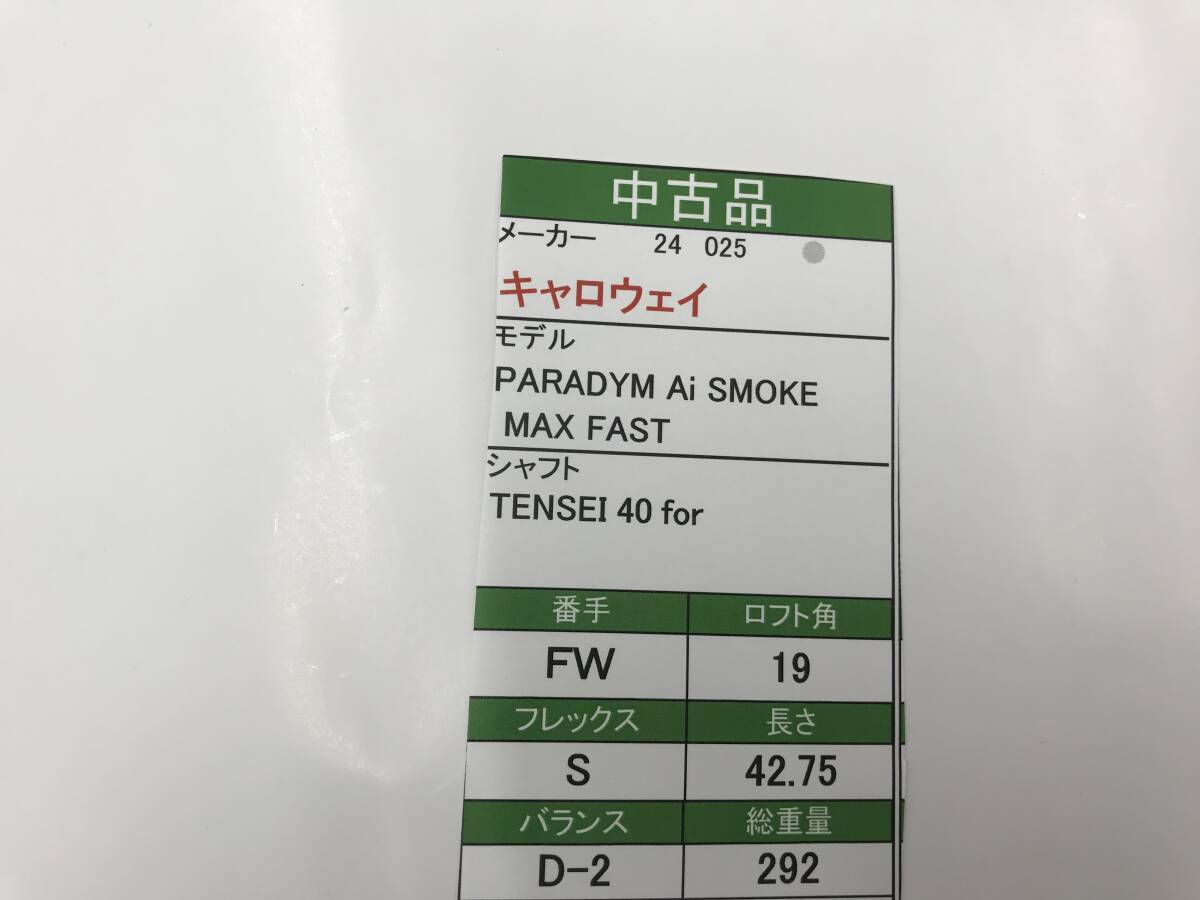 中古品
メーカー 24 025
キャロウェイ
モデル
PARADYM Ai SMOKE
MAX FAST
シャフト
TENSEI 40 for
番手 ロフト角
FW 19
フレックス 長さ
S 42.75
バランス 総重量
D-2 292